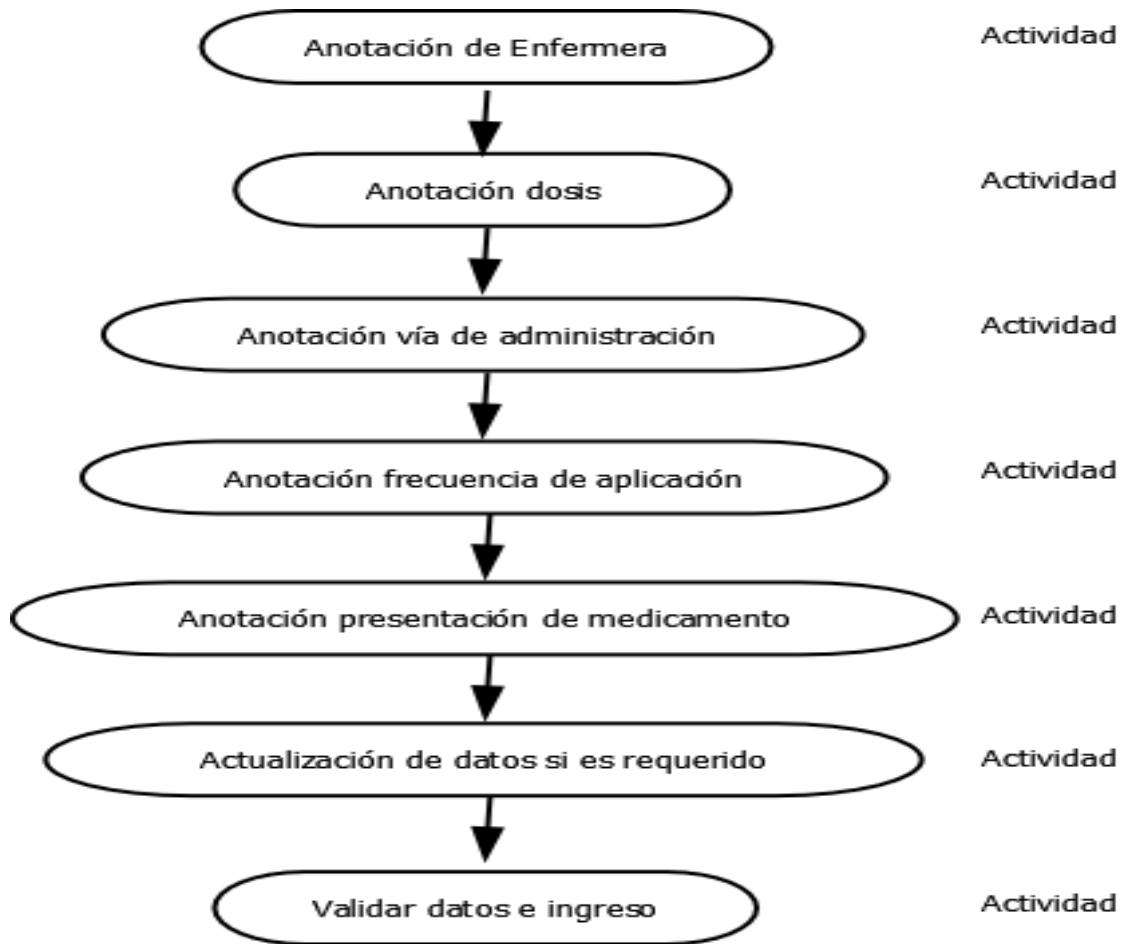 Anotación de Enfermera
Actividad
Anotación dosis
Actividad
Anotación vía de administración
Actividad
Anotación frecuencia de aplicación
Actividad
Anotación presentación de medicamento
Actividad
Actualización de datos si es requerido
Actividad
Validar datos e ingreso
Actividad